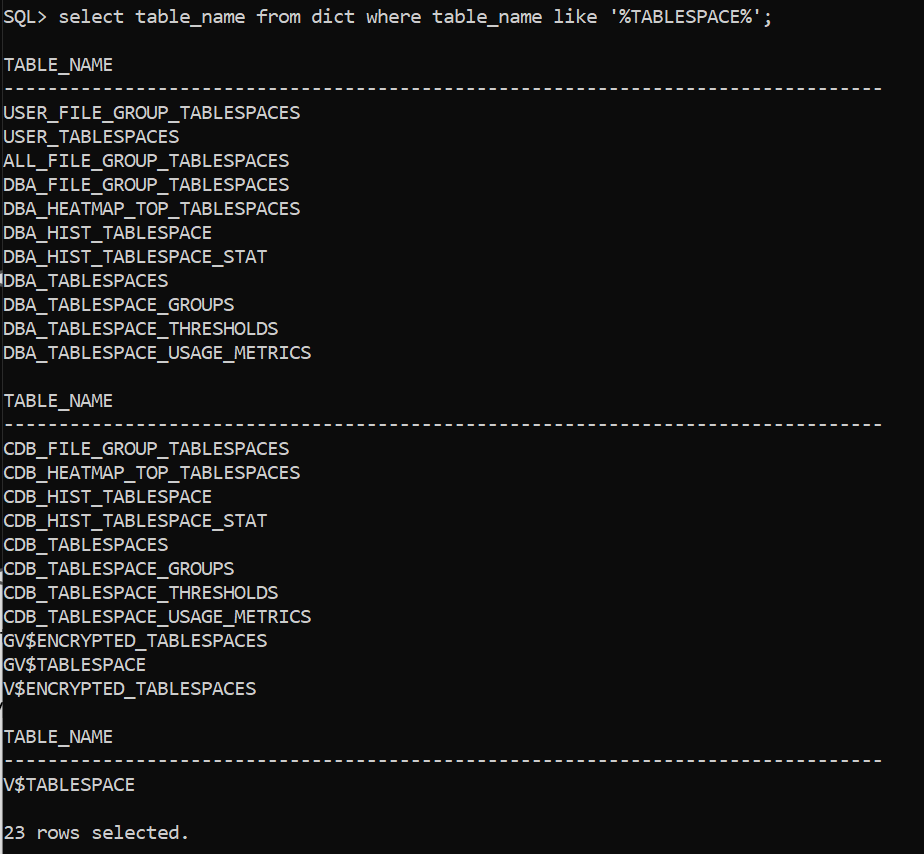 SQL> select table_name from dict where table_name like '%TABLESPACE%';
TABLE_NAME
--------------------------------------------------------------------------------
USER_FILE_GROUP_TABLESPACES
USER_TABLESPACES
ALL_FILE_GROUP_TABLESPACES
DBA_FILE_GROUP_TABLESPACES
DBA_HEATMAP_TOP_TABLESPACES
DBA_HIST_TABLESPACE
DBA_HIST_TABLESPACE_STAT
DBA_TABLESPACES
DBA_TABLESPACE_GROUPS
DBA_TABLESPACE_THRESHOLDS
DBA_TABLESPACE_USAGE_METRICS
TABLE_NAME
--------------------------------------------------------------------------------
CDB_FILE_GROUP_TABLESPACES
CDB_HEATMAP_TOP_TABLESPACES
CDB_HIST_TABLESPACE
CDB_HIST_TABLESPACE_STAT
CDB_TABLESPACES
CDB_TABLESPACE_GROUPS
CDB_TABLESPACE_THRESHOLDS
CDB_TABLESPACE_USAGE_METRICS
GV$ENCRYPTED_TABLESPACES
GV$TABLESPACE
V$ENCRYPTED_TABLESPACES
TABLE_NAME
--------------------------------------------------------------------------------
V$TABLESPACE
23 rows selected.